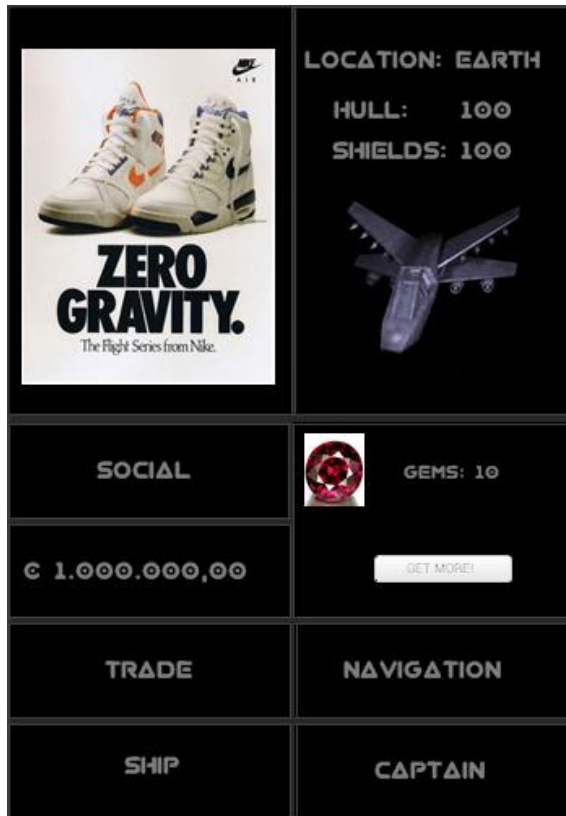 NIKE
AIR
ZERO
GRAVITY.
The Flight Series from Nike.
LOCATION: EARTH
HULL: 100
SHIELDS: 100
SOCIAL
GEMS: 10
₢ 1.000.000,00
GET MORE!
TRADE
NAVIGATION
SHIP
CAPTAIN